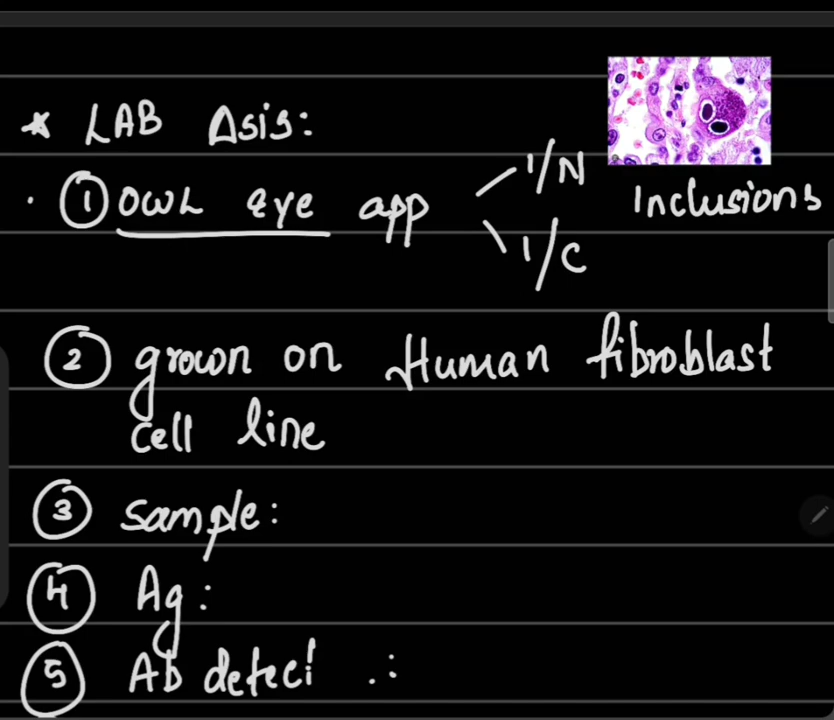 * LAB Δsis:
· ① OWL eye app I/N Inclusions
I/C
② grown on Human fibroblast
cell line
③ sample:
④ Ag:
⑤ Ab detect :